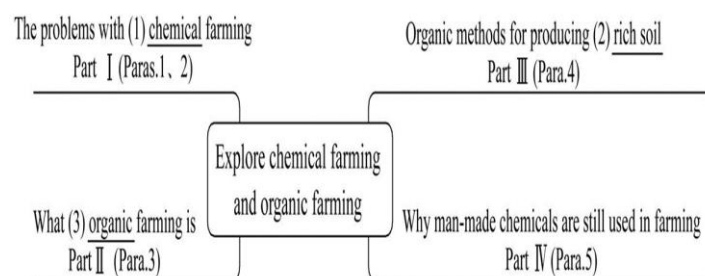 The problems with (1) chemical farming
Part Ⅰ (Paras.1、2)
Organic methods for producing (2) rich soil
Part Ⅲ (Para.4)
Explore chemical farming
and organic farming
What (3) organic farming is
Part Ⅱ (Para.3)
Why man-made chemicals are still used in farming
Part Ⅳ (Para.5)